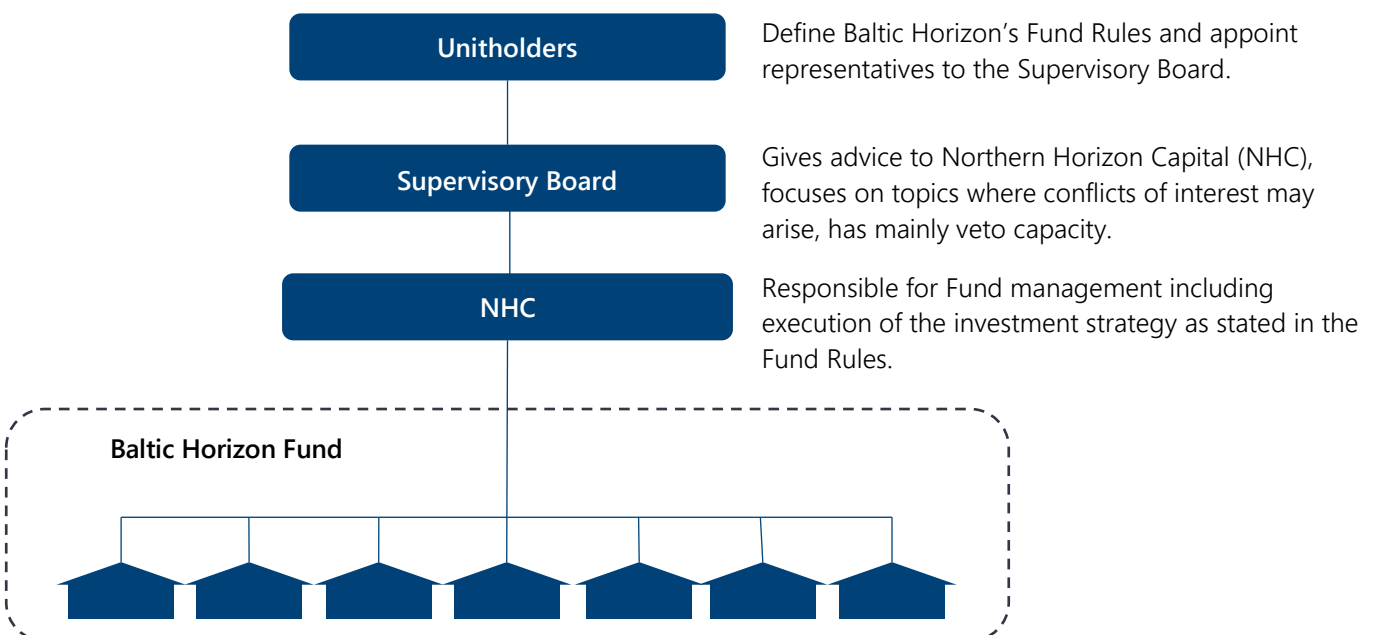 Unitholders
Define Baltic Horizon’s Fund Rules and appoint
representatives to the Supervisory Board.
Supervisory Board
Gives advice to Northern Horizon Capital (NHC),
focuses on topics where conflicts of interest may
arise, has mainly veto capacity.
NHC
Responsible for Fund management including
execution of the investment strategy as stated in the
Fund Rules.
Baltic Horizon Fund